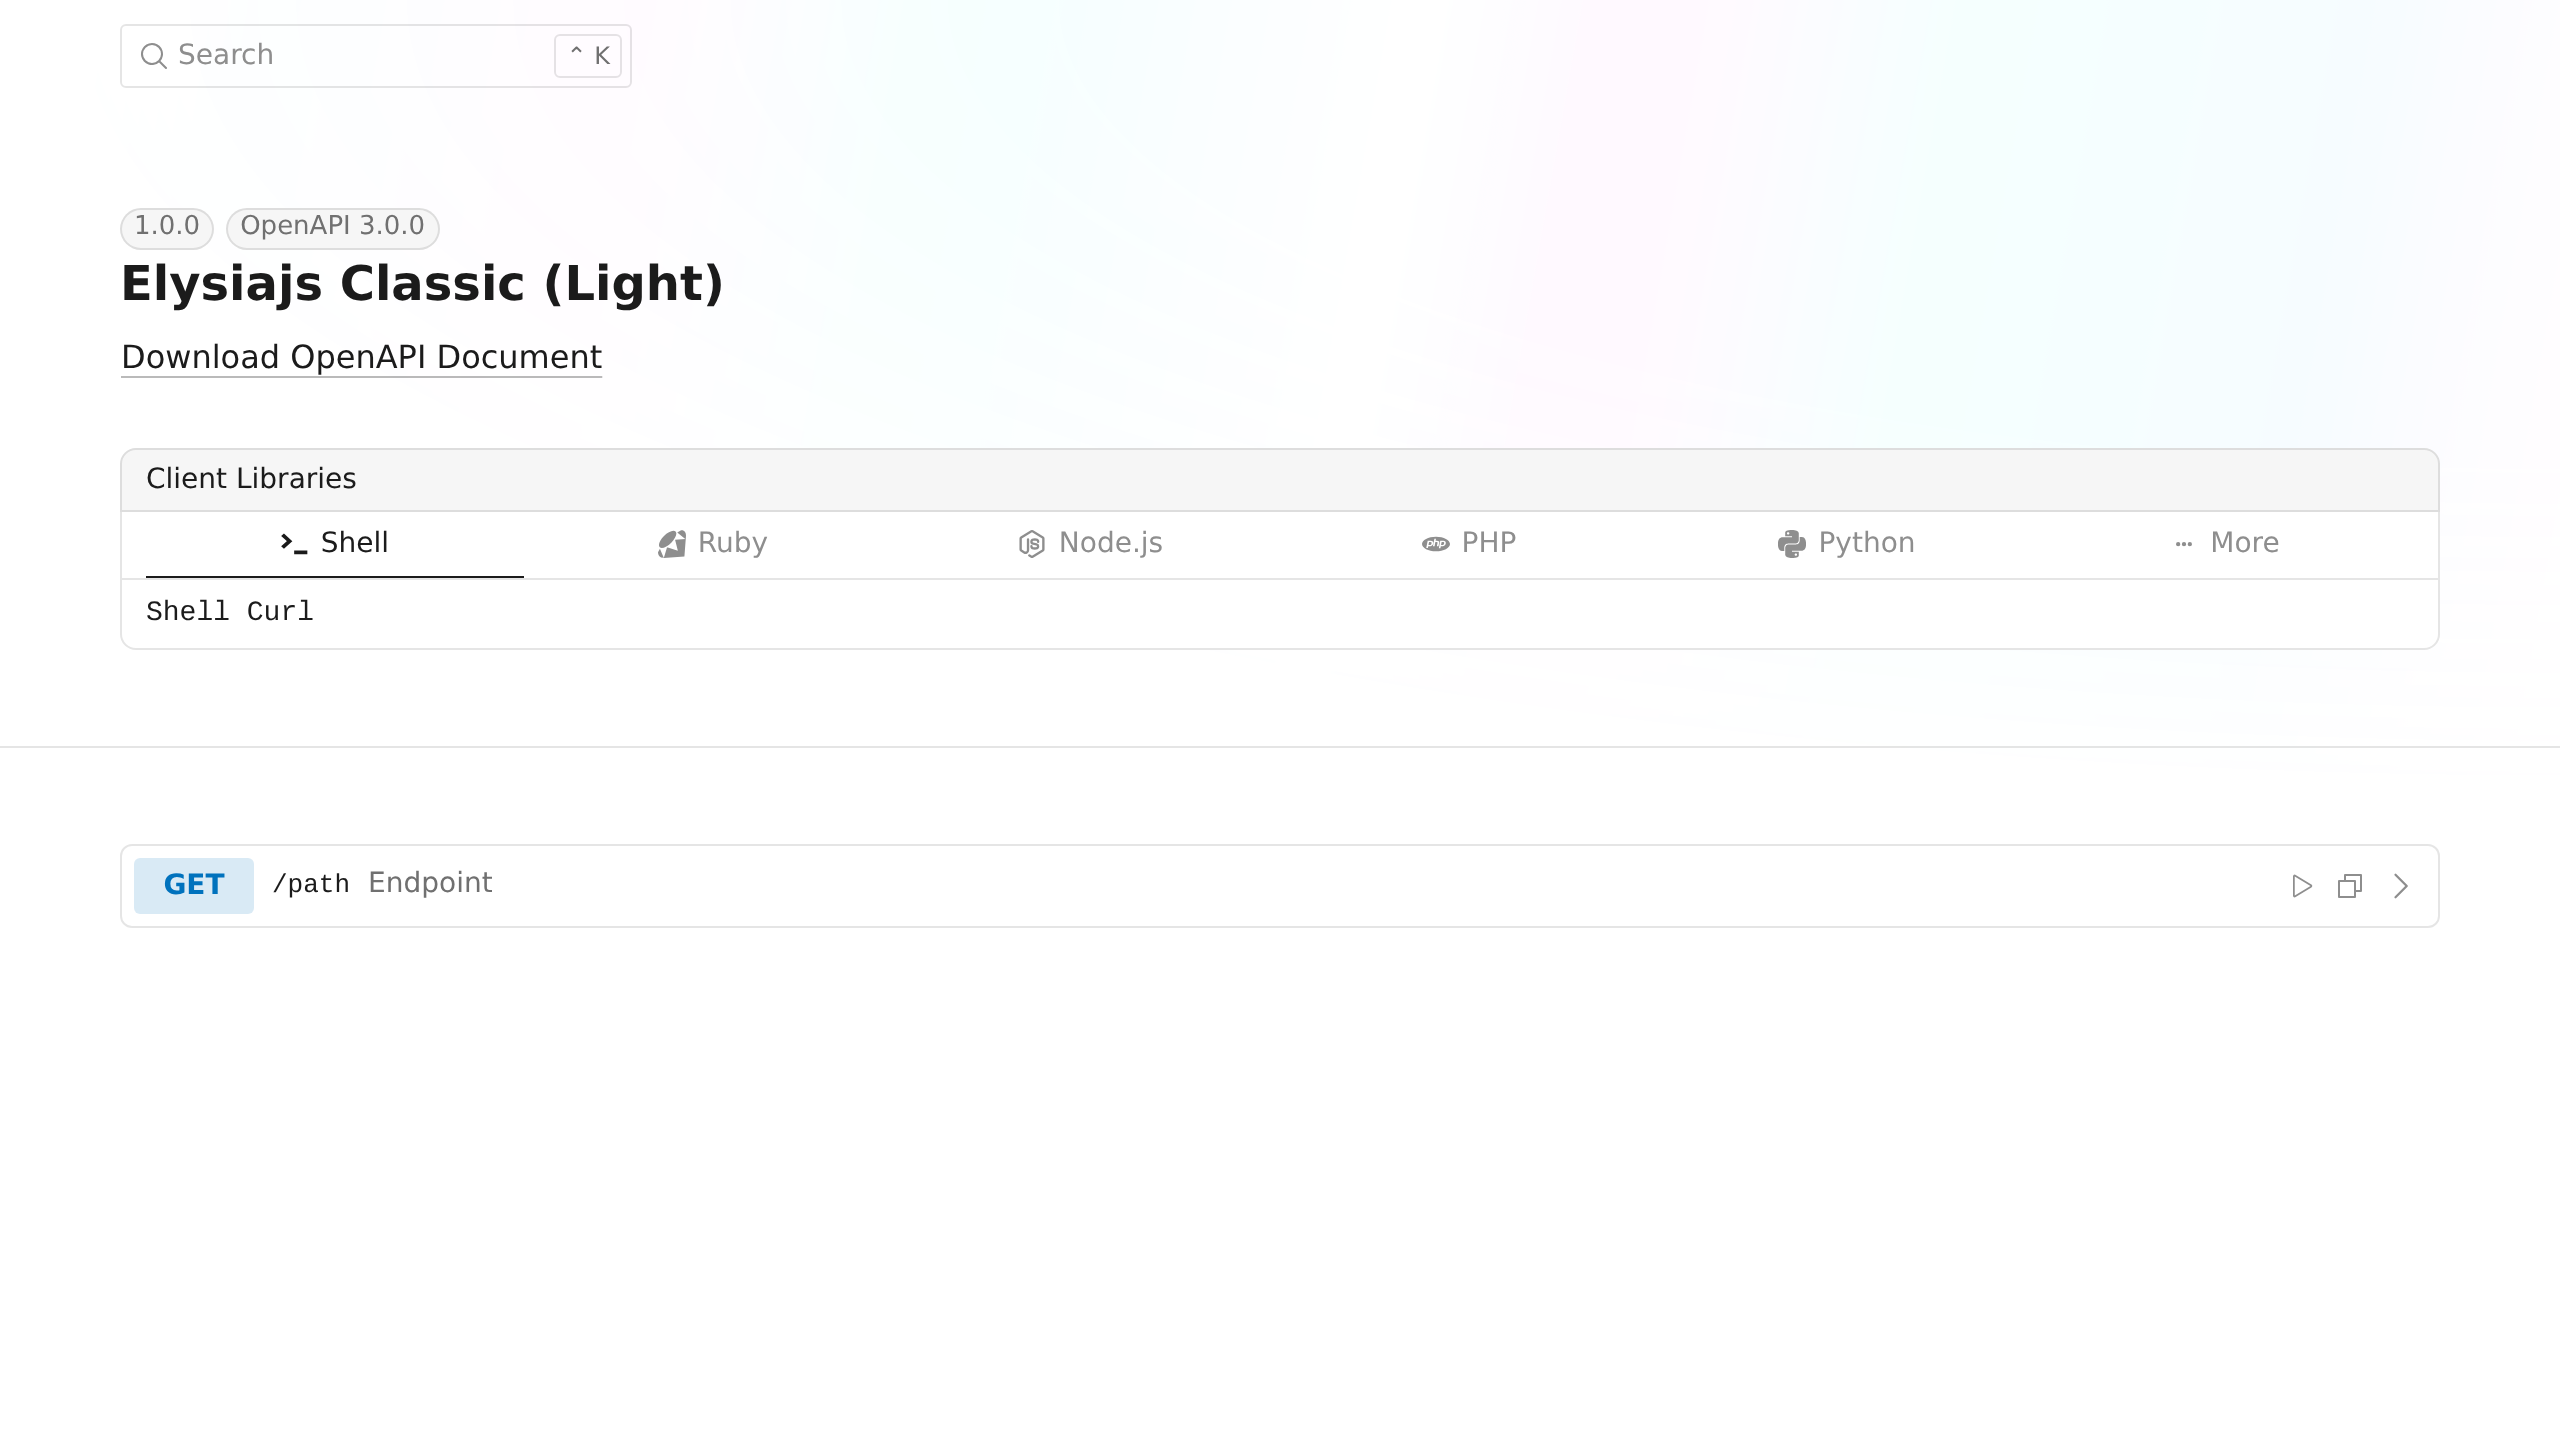 Search ⌃ K
1.0.0 OpenAPI 3.0.0
Elysiajs Classic (Light)
Download OpenAPI Document
Client Libraries
Shell Ruby Node.js PHP Python More
Shell Curl
GET /path Endpoint